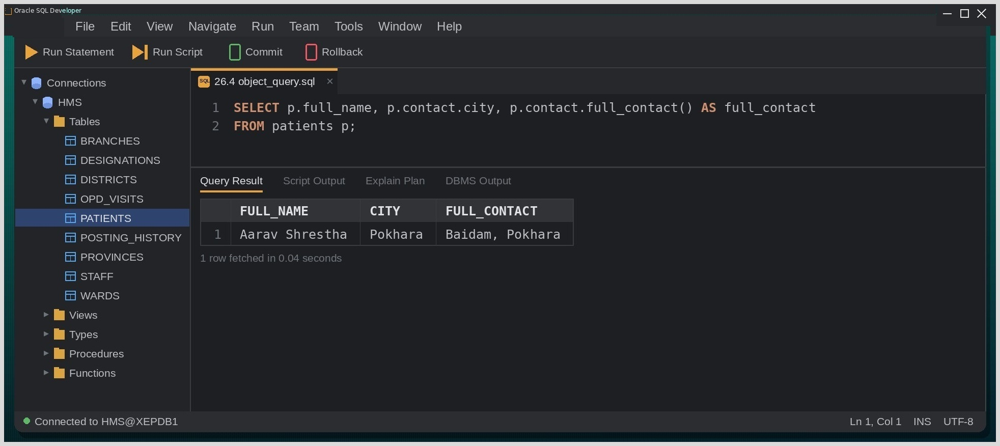 Oracle SQL Developer
File Edit View Navigate Run Team Tools Window Help
Run Statement Run Script Commit Rollback
Connections
HMS
Tables
BRANCHES
DESIGNATIONS
DISTRICTS
OPD_VISITS
PATIENTS
POSTING_HISTORY
PROVINCES
STAFF
WARDS
Views
Types
Procedures
Functions
SQL 26.4 object_query.sql ×
1 SELECT p.full_name, p.contact.city, p.contact.full_contact() AS full_contact
2 FROM patients p;
Query Result Script Output Explain Plan DBMS Output
FULL_NAME CITY FULL_CONTACT
1 Aarav Shrestha Pokhara Baidam, Pokhara
1 row fetched in 0.04 seconds
Connected to HMS@XEPDB1 Ln 1, Col 1 INS UTF-8